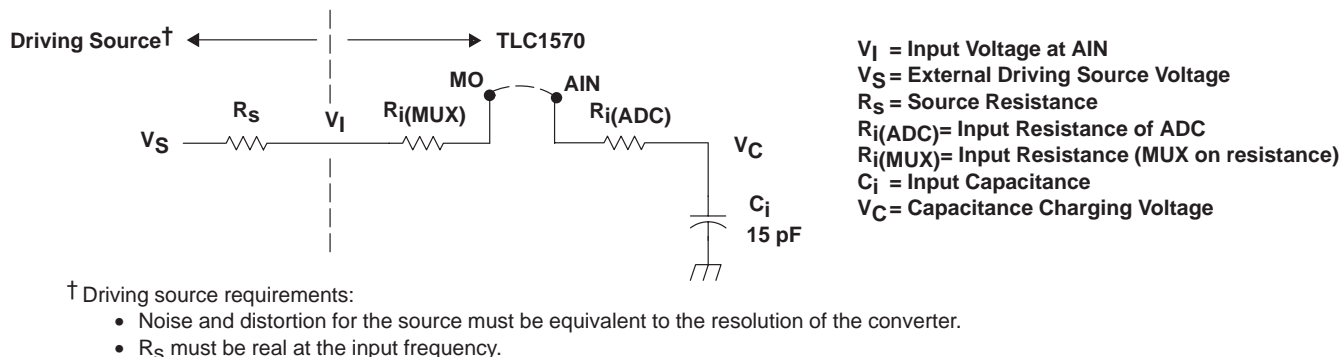 Driving Source†
TLC1570
MO
AIN
Rs
VI
Ri(MUX)
Ri(ADC)
VS
VC
Ci
15 pF
VI = Input Voltage at AIN
VS = External Driving Source Voltage
Rs = Source Resistance
Ri(ADC) = Input Resistance of ADC
Ri(MUX) = Input Resistance (MUX on resistance)
Ci = Input Capacitance
VC = Capacitance Charging Voltage
† Driving source requirements:
• Noise and distortion for the source must be equivalent to the resolution of the converter.
• Rs must be real at the input frequency.